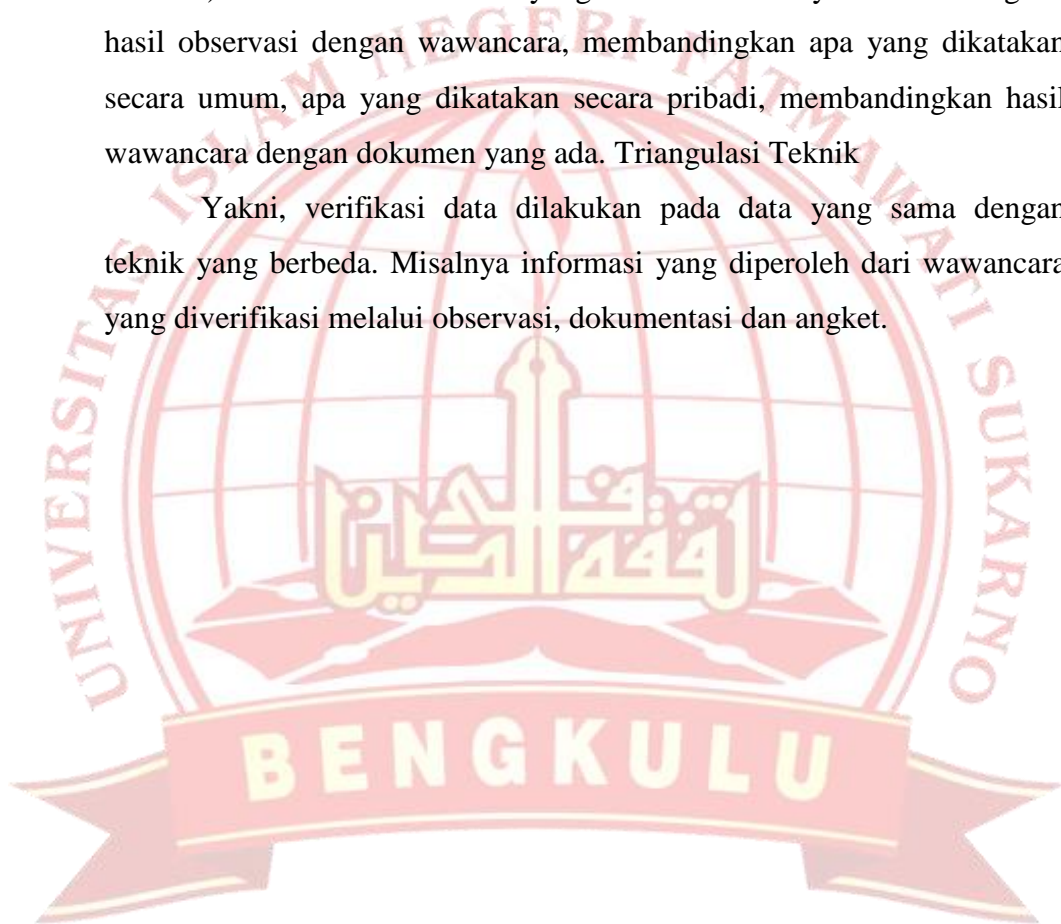 hasil observasi dengan wawancara, membandingkan apa yang dikatakan
secara umum, apa yang dikatakan secara pribadi, membandingkan hasil
wawancara dengan dokumen yang ada. Triangulasi Teknik
Yakni, verifikasi data dilakukan pada data yang sama dengan
teknik yang berbeda. Misalnya informasi yang diperoleh dari wawancara
yang diverifikasi melalui observasi, dokumentasi dan angket.
UNIVERSITAS ISLAM NEGERI FATMAWATI SUKARNO
BENGKULU